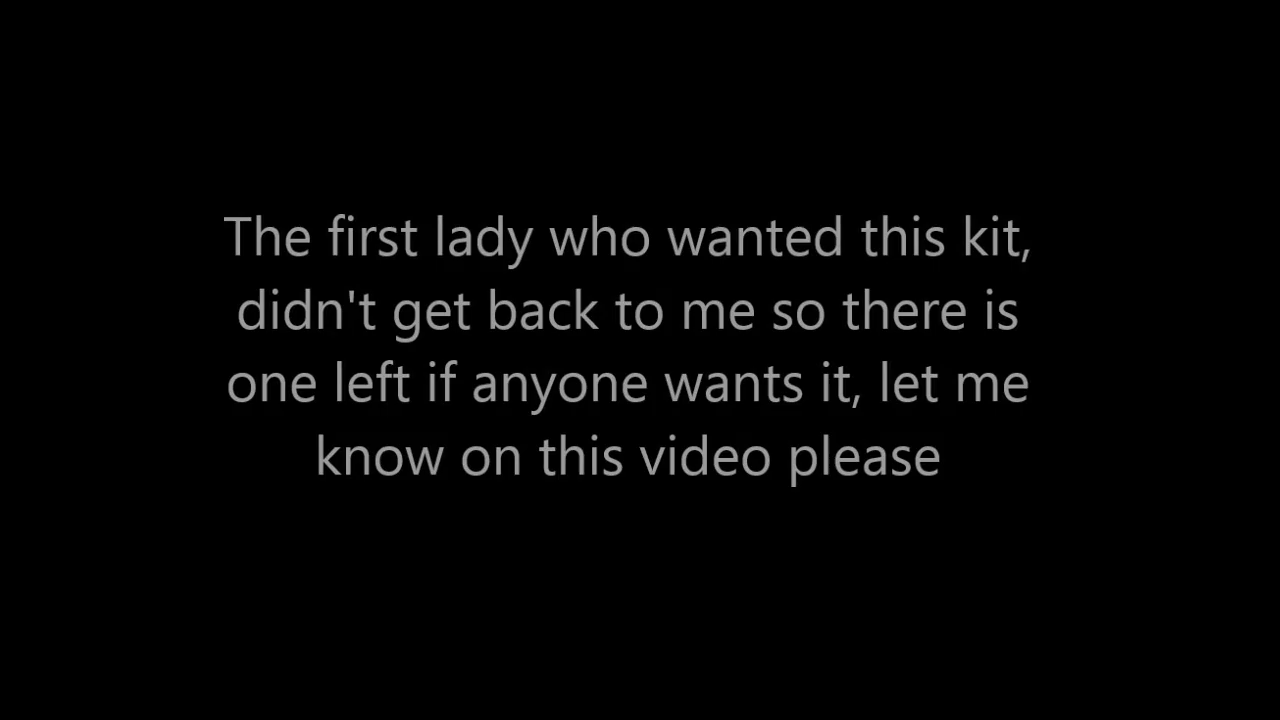 The first lady who wanted this kit,
didn't get back to me so there is
one left if anyone wants it, let me
know on this video please